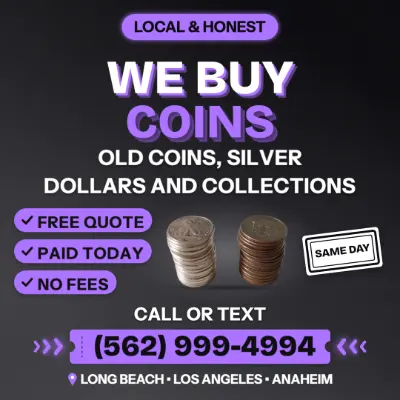 LOCAL & HONEST
WE BUY
COINS
OLD COINS, SILVER
DOLLARS AND COLLECTIONS
✓ FREE QUOTE
✓ PAID TODAY
✓ NO FEES
SAME DAY
CALL OR TEXT
(562) 999-4994
LONG BEACH • LOS ANGELES • ANAHEIM